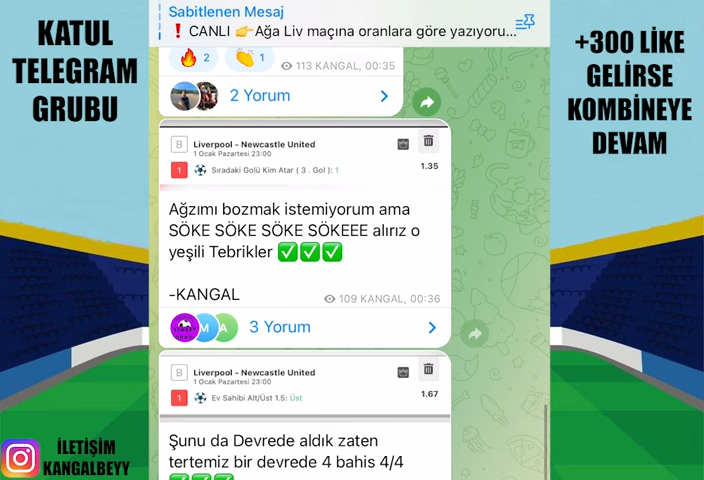 KATUL
TELEGRAM
GRUBU
Sabitlenen Mesaj
❗ CANLI 👉Ağa Liv maçına oranlara göre yazıyoru...
🔥 2 👏 1 113 KANGAL, 00:35
2 Yorum
B Liverpool - Newcastle United
1 Ocak Pazartesi 23:00
1 ⚽ Sıradaki Golü Kim Atar ( 3 . Gol ): 1 1.35
Ağzımı bozmak istemiyorum ama
SÖKE SÖKE SÖKE SÖKEEE alırız o
yeşili Tebrikler ✅✅✅
-KANGAL 109 KANGAL, 00:36
M A 3 Yorum
B Liverpool - Newcastle United
1 Ocak Pazartesi 23:00
1 ⚽ Ev Sahibi Alt/Üst 1.5: Üst 1.67
Şunu da Devrede aldık zaten
tertemiz bir devrede 4 bahis 4/4
✅✅✅
+300 LİKE
GELİRSE
KOMBİNEYE
DEVAM
İLETİŞİM
KANGALBEYY